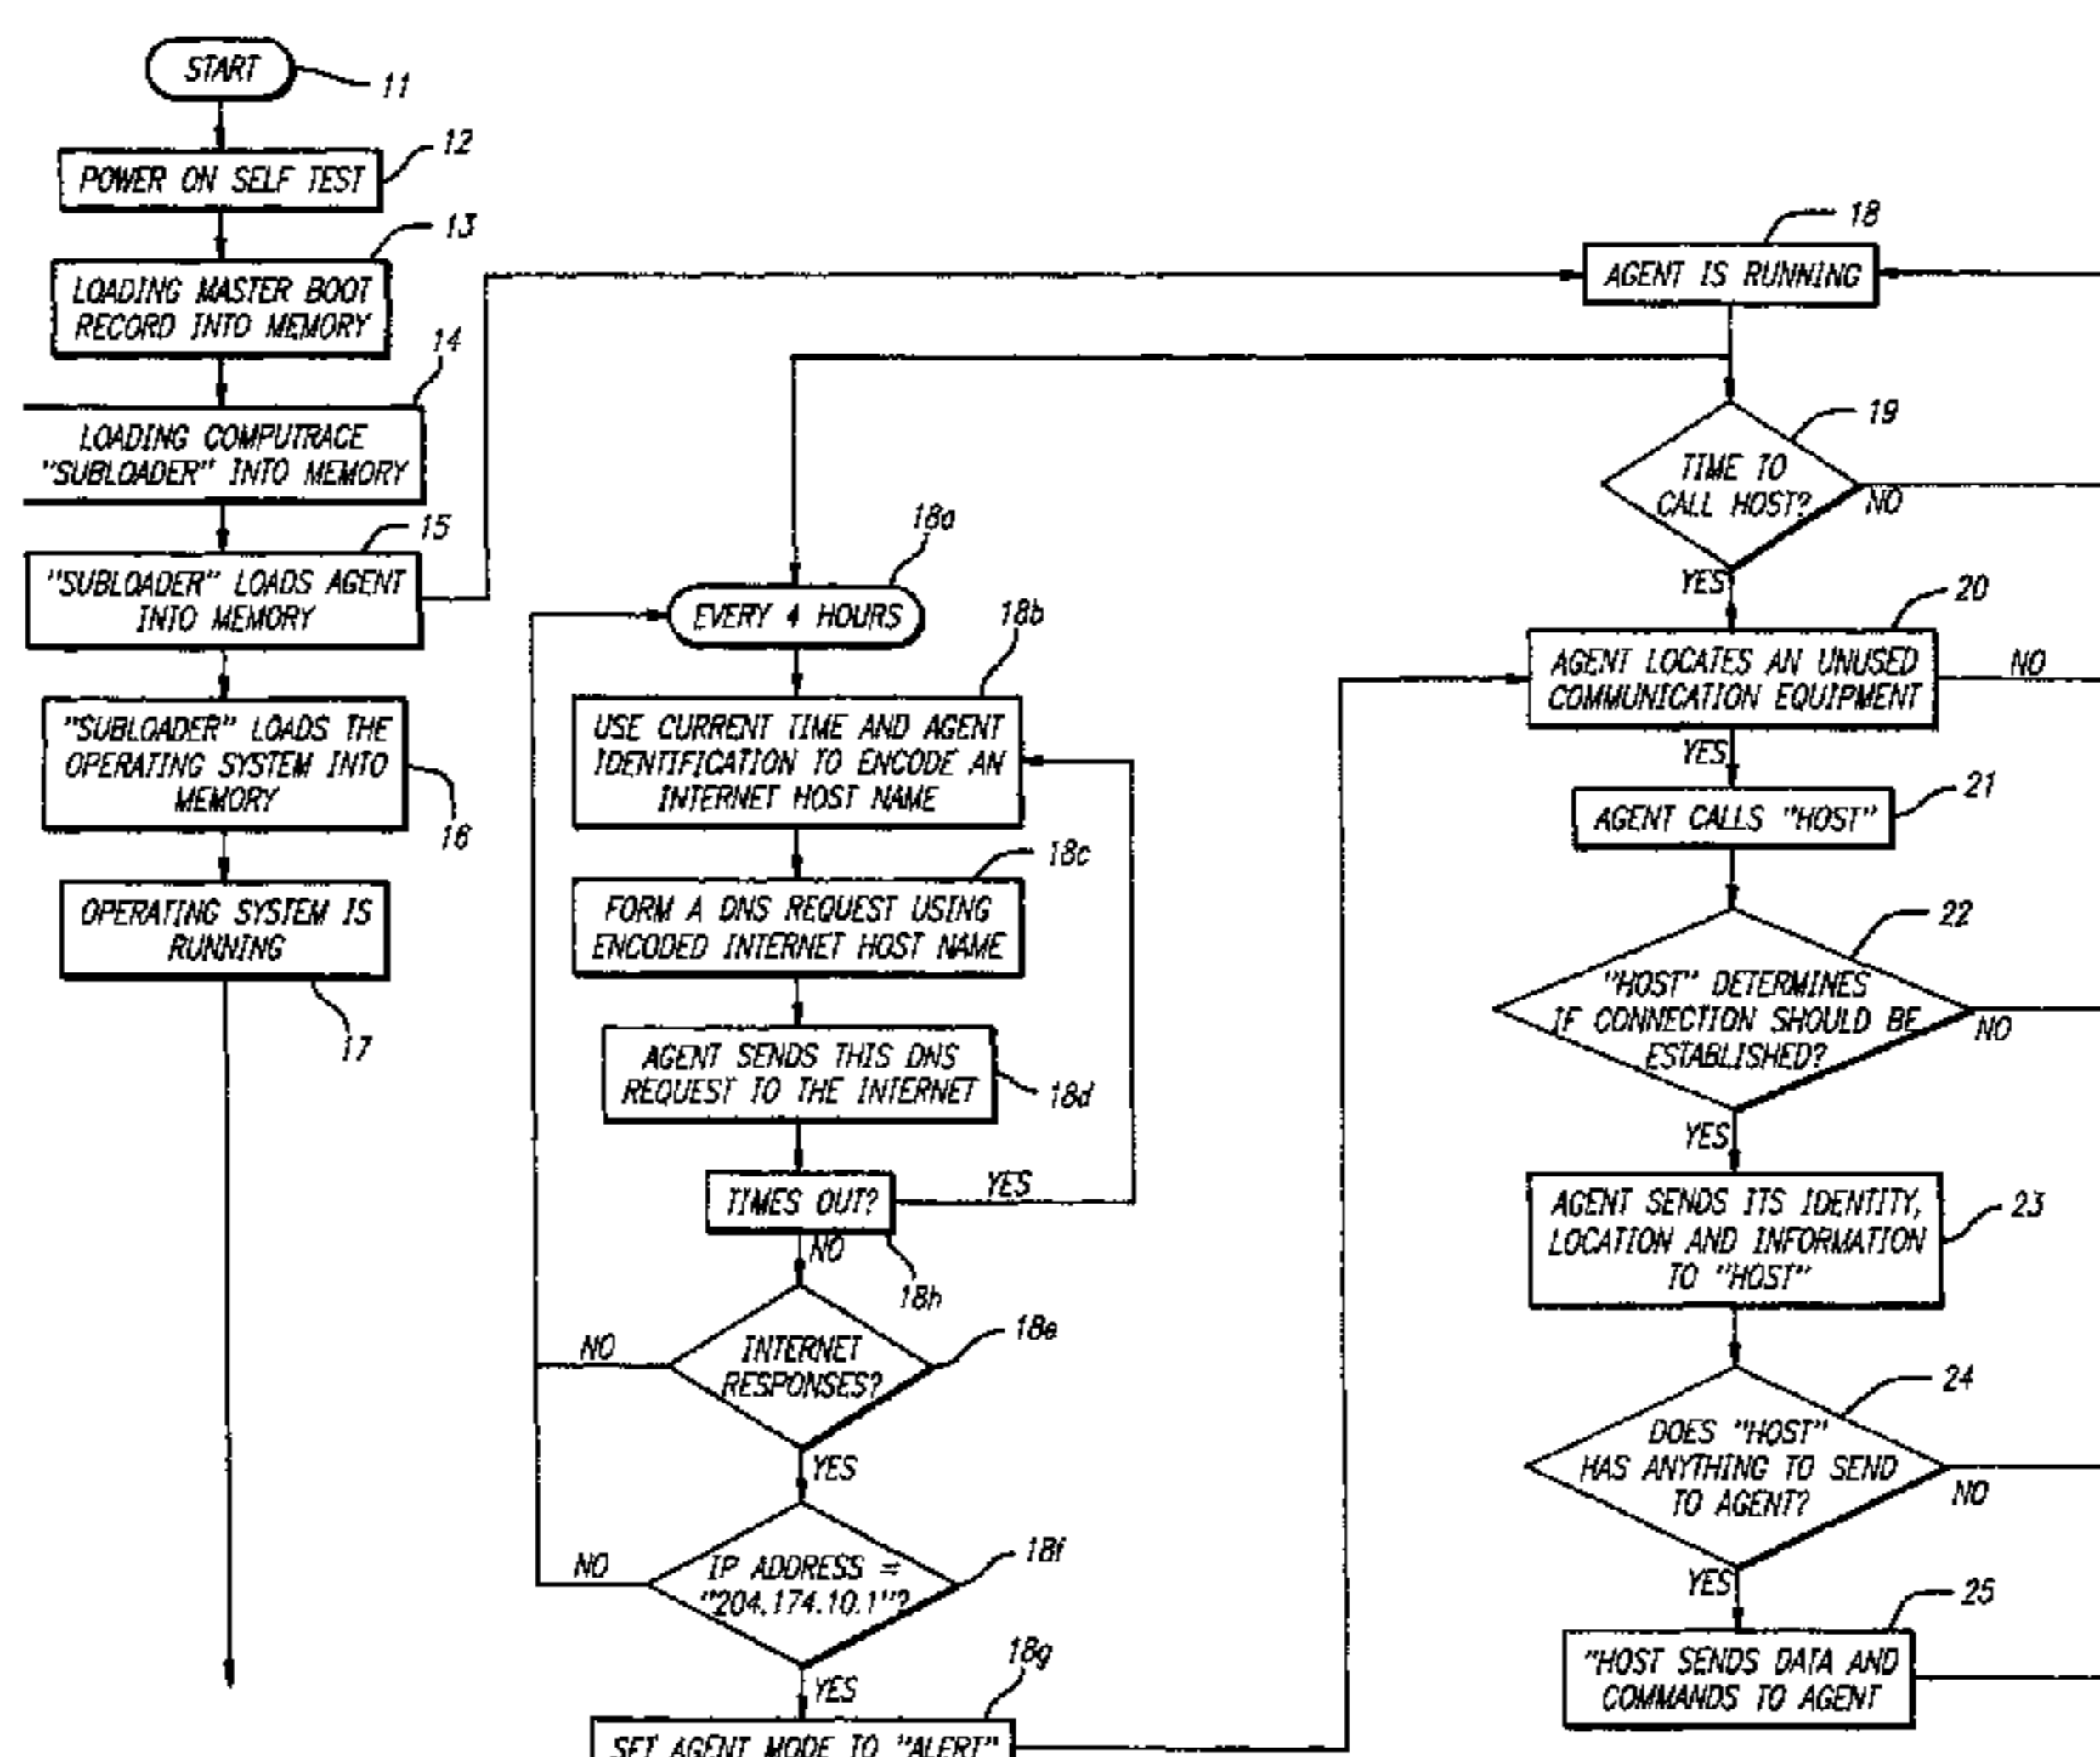 START
11
POWER ON SELF TEST
12
LOADING MASTER BOOT
RECORD INTO MEMORY
13
LOADING COMPUTRACE
"SUBLOADER" INTO MEMORY
14
"SUBLOADER" LOADS AGENT
INTO MEMORY
15
"SUBLOADER" LOADS THE
OPERATING SYSTEM INTO
MEMORY
16
OPERATING SYSTEM IS
RUNNING
17
EVERY 4 HOURS
18a
USE CURRENT TIME AND AGENT
IDENTIFICATION TO ENCODE AN
INTERNET HOST NAME
18b
FORM A DNS REQUEST USING
ENCODED INTERNET HOST NAME
18c
AGENT SENDS THIS DNS
REQUEST TO THE INTERNET
18d
TIMES OUT?
YES
NO
18h
INTERNET
RESPONSES?
18e
NO
YES
IP ADDRESS =
"204.174.10.1"?
18f
NO
YES
SET AGENT MODE TO "ALERT"
18g
AGENT IS RUNNING
18
TIME TO
CALL HOST?
19
NO
YES
AGENT LOCATES AN UNUSED
COMMUNICATION EQUIPMENT
20
NO
YES
AGENT CALLS "HOST"
21
"HOST" DETERMINES
IF CONNECTION SHOULD BE
ESTABLISHED?
22
NO
YES
AGENT SENDS ITS IDENTITY,
LOCATION AND INFORMATION
TO "HOST"
23
DOES "HOST"
HAS ANYTHING TO SEND
TO AGENT?
24
NO
YES
"HOST SENDS DATA AND
COMMANDS TO AGENT
25